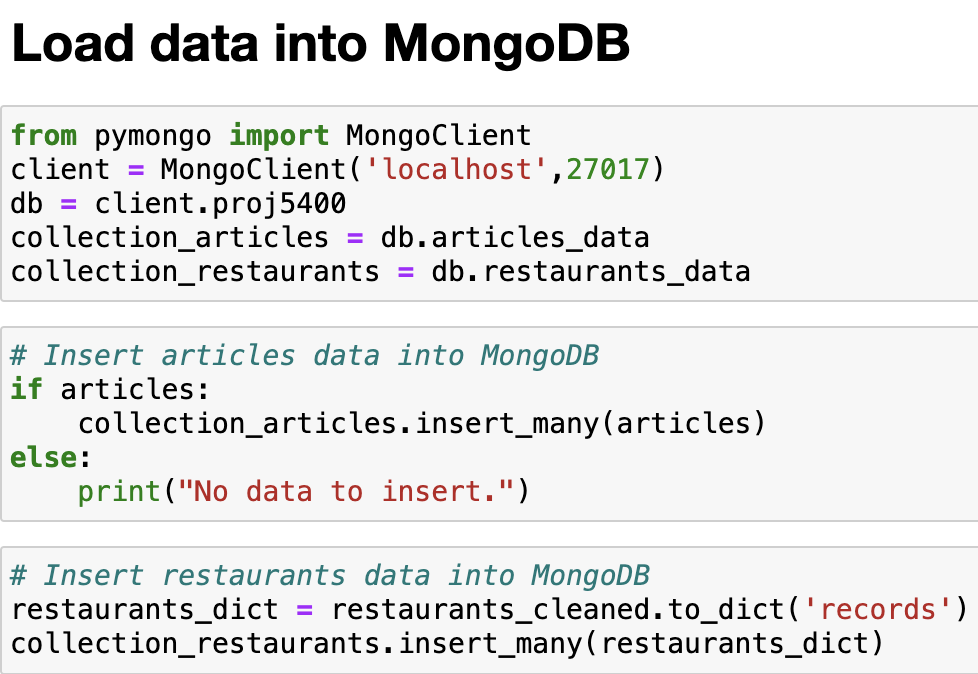 Load data into MongoDB
from pymongo import MongoClient
client = MongoClient('localhost',27017)
db = client.proj5400
collection_articles = db.articles_data
collection_restaurants = db.restaurants_data
# Insert articles data into MongoDB
if articles:
    collection_articles.insert_many(articles)
else:
    print("No data to insert.")
# Insert restaurants data into MongoDB
restaurants_dict = restaurants_cleaned.to_dict('records')
collection_restaurants.insert_many(restaurants_dict)